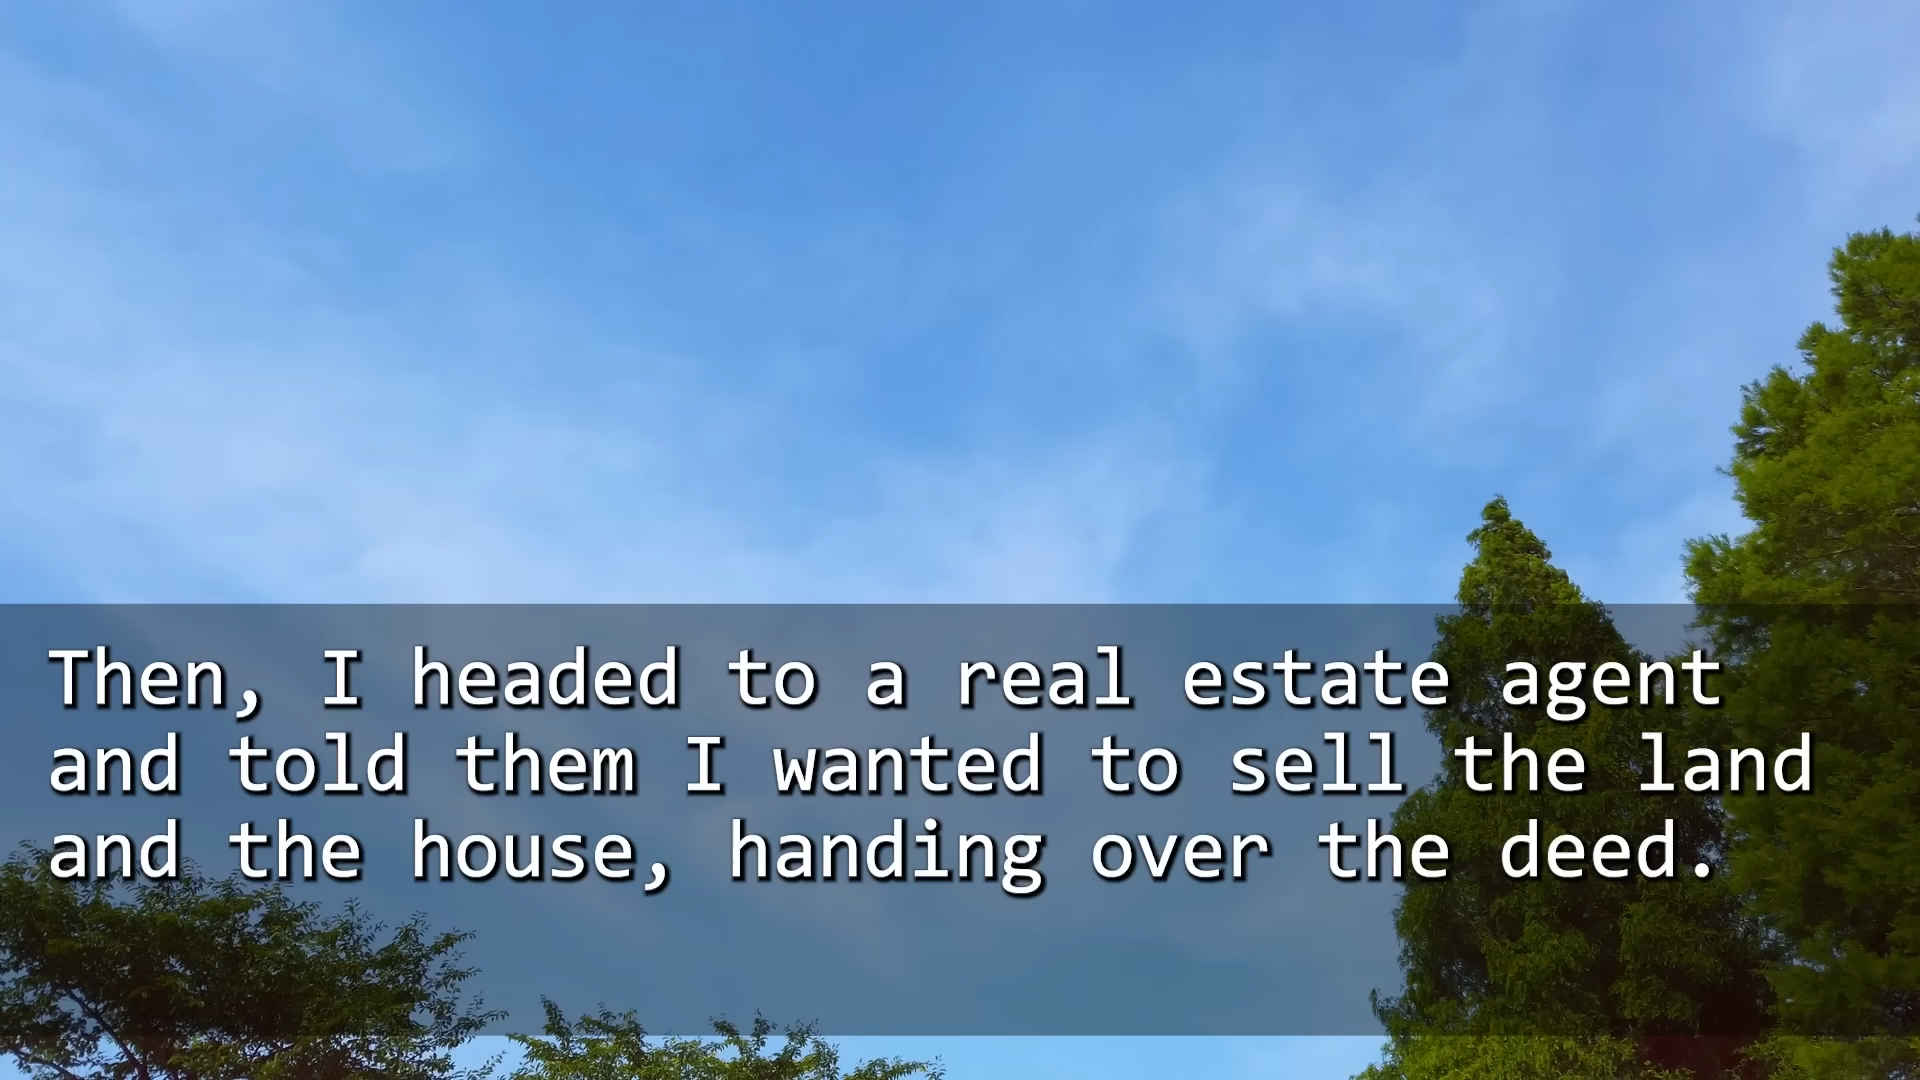 Then, I headed to a real estate agent
and told them I wanted to sell the land
and the house, handing over the deed.